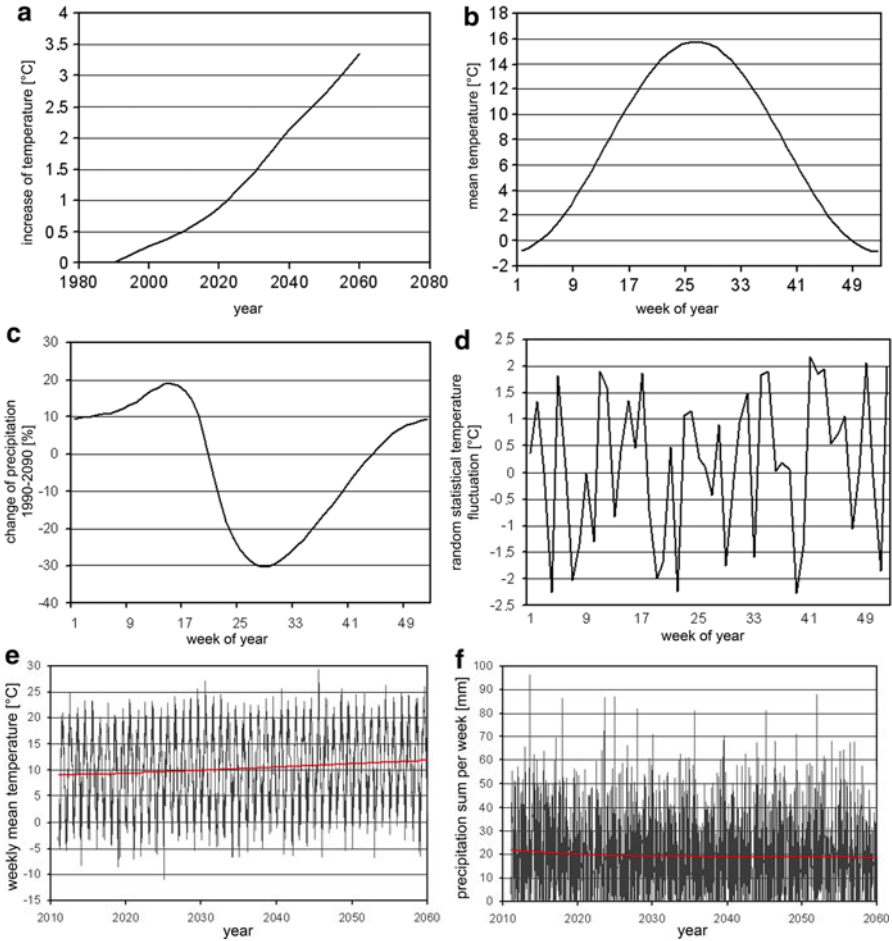 a
4
3.5
3
2.5
2
1.5
1
0.5
0
increase of temperature [°C]
1980 2000 2020 2040 2060 2080
year
b
18
16
14
12
10
8
6
4
2
0
-2
mean temperature [°C]
1 9 17 25 33 41 49
week of year
c
30
20
10
0
-10
-20
-30
-40
change of precipitation
1990-2090 [%]
1 9 17 25 33 41 49
week of year
d
2.5
2
1.5
1
0.5
0
-0.5
-1
-1.5
-2
-2.5
random statistical temperature
fluctuation [°C]
1 9 17 25 33 41 49
week of year
e
30
25
20
15
10
5
0
-5
-10
-15
weekly mean temperature [°C]
2010 2020 2030 2040 2050 2060
year
f
100
90
80
70
60
50
40
30
20
10
0
precipitation sum per week [mm]
2010 2020 2030 2040 2050 2060
year